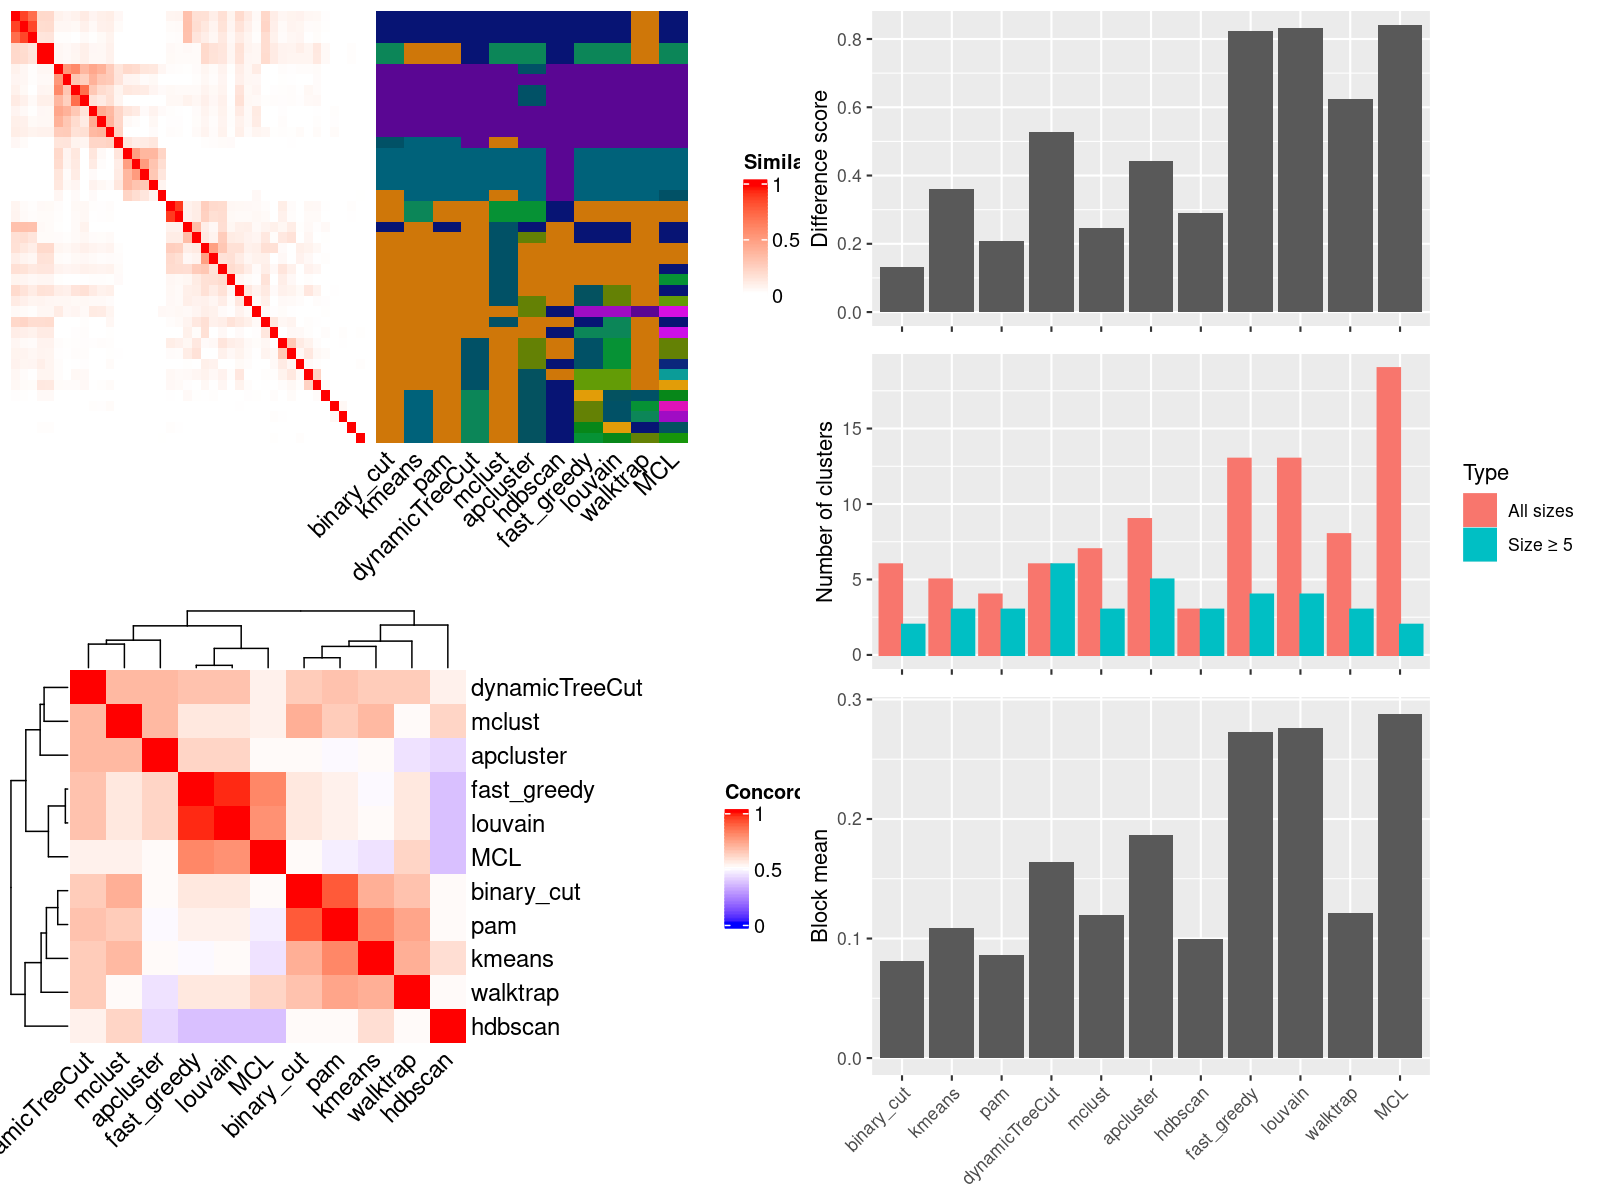 Simila
1
0.5
0
binary_cut
kmeans
pam
dynamicTreeCut
mclust
apcluster
hdbscan
fast_greedy
louvain
walktrap
MCL
dynamicTreeCut
mclust
apcluster
fast_greedy
louvain
MCL
binary_cut
pam
kmeans
walktrap
hdbscan
amicTreeCut
mclust
apcluster
fast_greedy
louvain
MCL
binary_cut
pam
kmeans
walktrap
hdbscan
Concord
1
0.5
0
Difference score
0.8
0.6
0.4
0.2
0.0
Number of clusters
15
10
5
0
Type
All sizes
Size ≥ 5
Block mean
0.3
0.2
0.1
0.0
binary_cut
kmeans
pam
dynamicTreeCut
mclust
apcluster
hdbscan
fast_greedy
louvain
walktrap
MCL